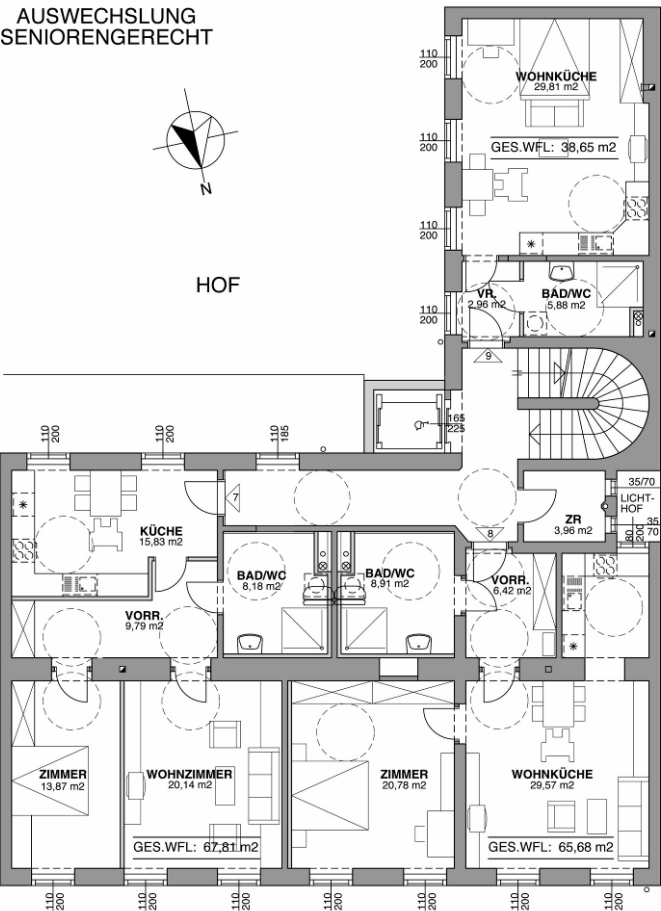 AUSWECHSLUNG
SENIORENGERECHT
N
HOF
110
200
WOHNKÜCHE
29,81 m2
110
200
GES.WFL: 38,65 m2
110
200
VR.
2,96 m2
BAD/WC
5,88 m2
110
200
9
165
225
110
200
110
200
110
185
7
KÜCHE
15,83 m2
8
ZR
3,96 m2
35/70
LICHT-
HOF
35
70
80
200
BAD/WC
8,18 m2
BAD/WC
8,91 m2
VORR.
6,42 m2
VORR.
9,79 m2
ZIMMER
13,87 m2
WOHNZIMMER
20,14 m2
ZIMMER
20,78 m2
WOHNKÜCHE
29,57 m2
GES.WFL: 67,81 m2
GES.WFL: 65,68 m2
110
200
110
200
110
200
110
200
110
200
110
200
110
200